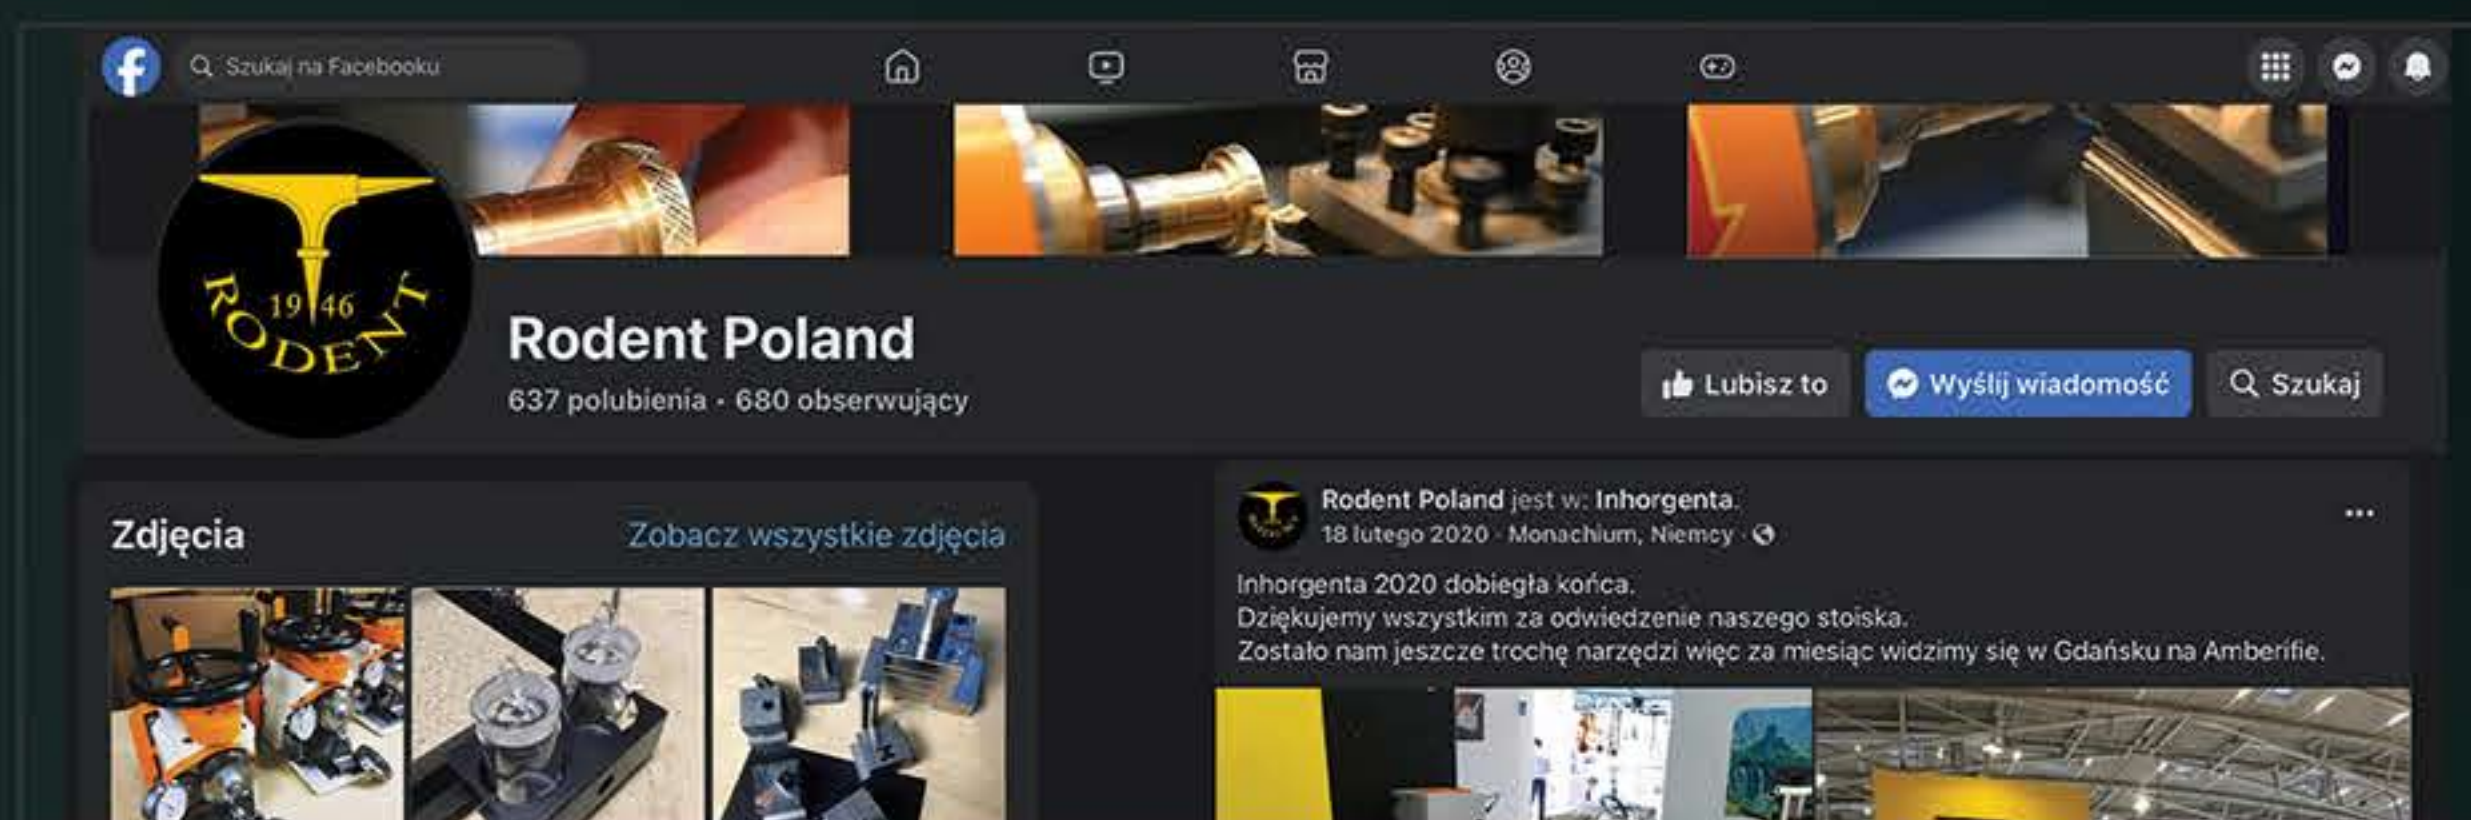 Szukaj na Facebooku
RODENT
1946
Rodent Poland
637 polubienia · 680 obserwujący
Lubisz to
Wyślij wiadomość
Szukaj
Zdjęcia
Zobacz wszystkie zdjęcia
Rodent Poland jest w: Inhorgenta.
18 lutego 2020 · Monachium, Niemcy ·
Inhorgenta 2020 dobiegła końca.
Dziękujemy wszystkim za odwiedzenie naszego stoiska.
Zostało nam jeszcze trochę narzędzi więc za miesiąc widzimy się w Gdańsku na Amberifie.